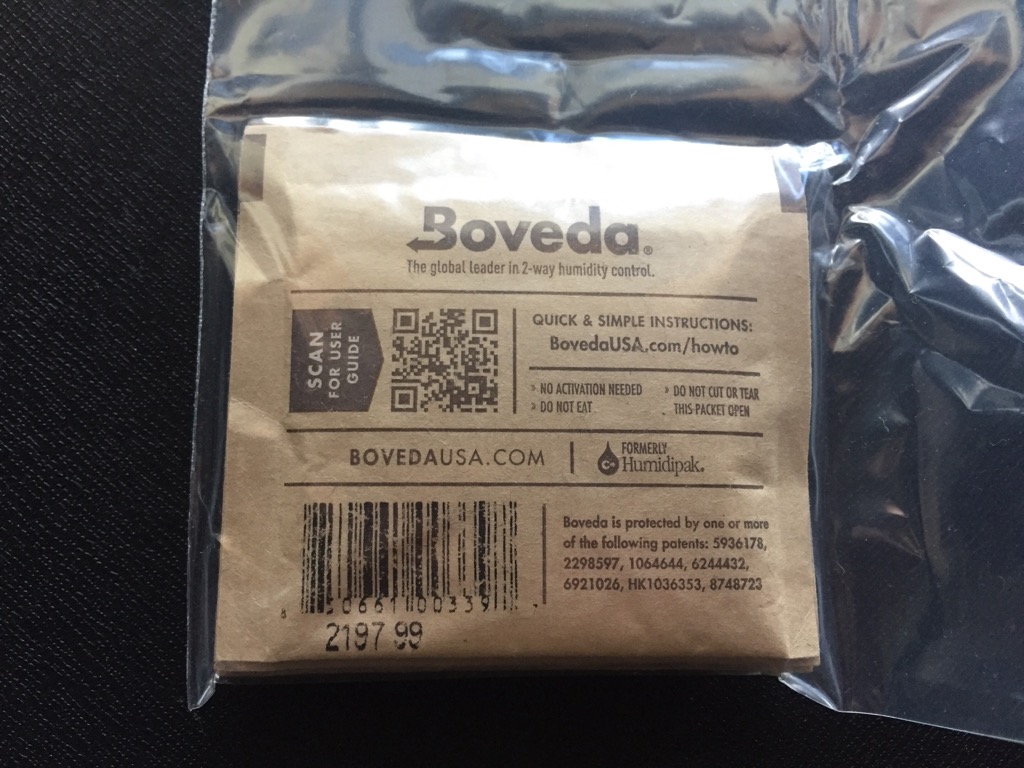 Boveda®
The global leader in 2-way humidity control.
SCAN
FOR USER
GUIDE
QUICK & SIMPLE INSTRUCTIONS:
BovedaUSA.com/howto
› NO ACTIVATION NEEDED
› DO NOT EAT
› DO NOT CUT OR TEAR
THIS PACKET OPEN
BOVEDAUSA.COM
FORMERLY
Humidipak®
Boveda is protected by one or more
of the following patents: 5936178,
2298597, 1064644, 6244432,
6921026, HK1036353, 8748723
2197 99